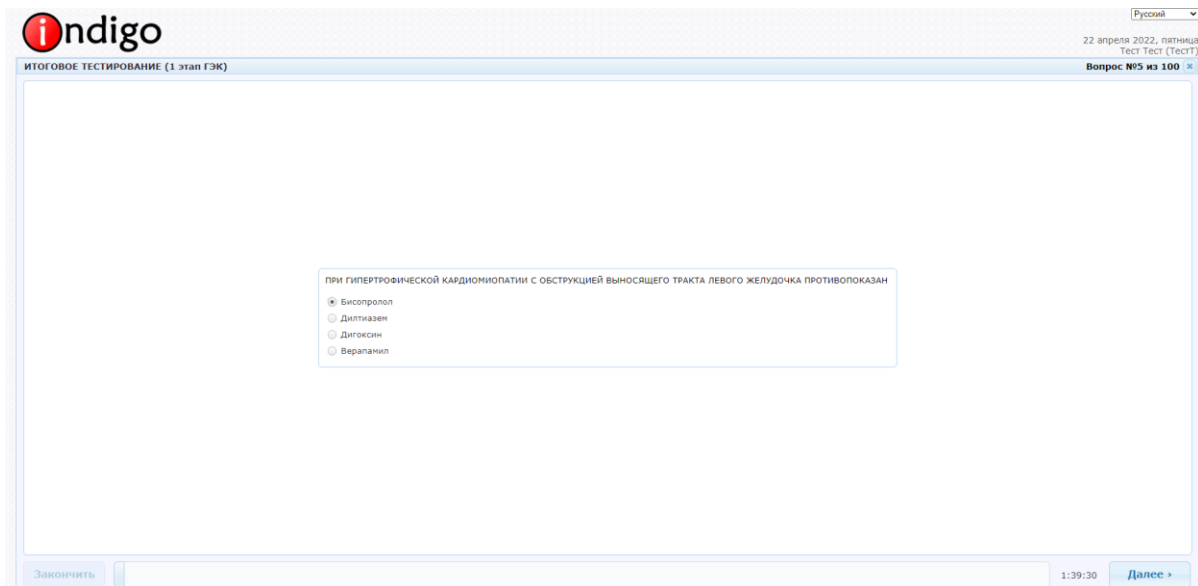 indigo
Русский
22 апреля 2022, пятница
Тест Тест (ТестТ)
ИТОГОВОЕ ТЕСТИРОВАНИЕ (1 этап ГЭК)
Вопрос №5 из 100
ПРИ ГИПЕРТРОФИЧЕСКОЙ КАРДИОМИОПАТИИ С ОБСТРУКЦИЕЙ ВЫНОСЯЩЕГО ТРАКТА ЛЕВОГО ЖЕЛУДОЧКА ПРОТИВОПОКАЗАН
Бисопролол
Дилтиазем
Дигоксин
Верапамил
Закончить
1:39:30
Далее ›